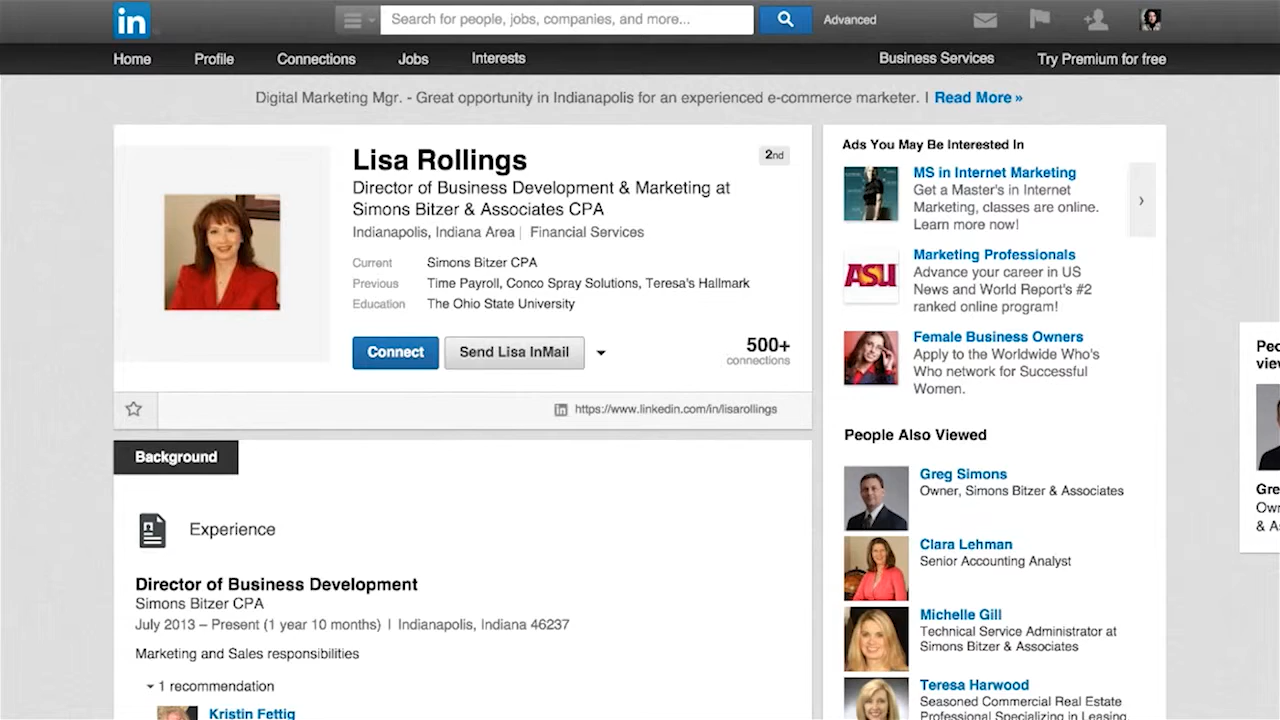 in
Search for people, jobs, companies, and more...
Advanced
Home
Profile
Connections
Jobs
Interests
Business Services
Try Premium for free
Digital Marketing Mgr. - Great opportunity in Indianapolis for an experienced e-commerce marketer. | Read More »
Lisa Rollings
2nd
Director of Business Development & Marketing at
Simons Bitzer & Associates CPA
Indianapolis, Indiana Area | Financial Services
Current Simons Bitzer CPA
Previous Time Payroll, Conco Spray Solutions, Teresa's Hallmark
Education The Ohio State University
Connect
Send Lisa InMail
500+
connections
in https://www.linkedin.com/in/lisarollings
Background
Experience
Director of Business Development
Simons Bitzer CPA
July 2013 – Present (1 year 10 months) | Indianapolis, Indiana 46237
Marketing and Sales responsibilities
1 recommendation
Kristin Fettig
Ads You May Be Interested In
MS in Internet Marketing
Get a Master's in Internet
Marketing, classes are online.
Learn more now!
ASU
Marketing Professionals
Advance your career in US
News and World Report's #2
ranked online program!
Female Business Owners
Apply to the Worldwide Who's
Who network for Successful
Women.
People Also Viewed
Greg Simons
Owner, Simons Bitzer & Associates
Clara Lehman
Senior Accounting Analyst
Michelle Gill
Technical Service Administrator at
Simons Bitzer & Associates
Teresa Harwood
Seasoned Commercial Real Estate
Professional Specializing in Leasing,
& A